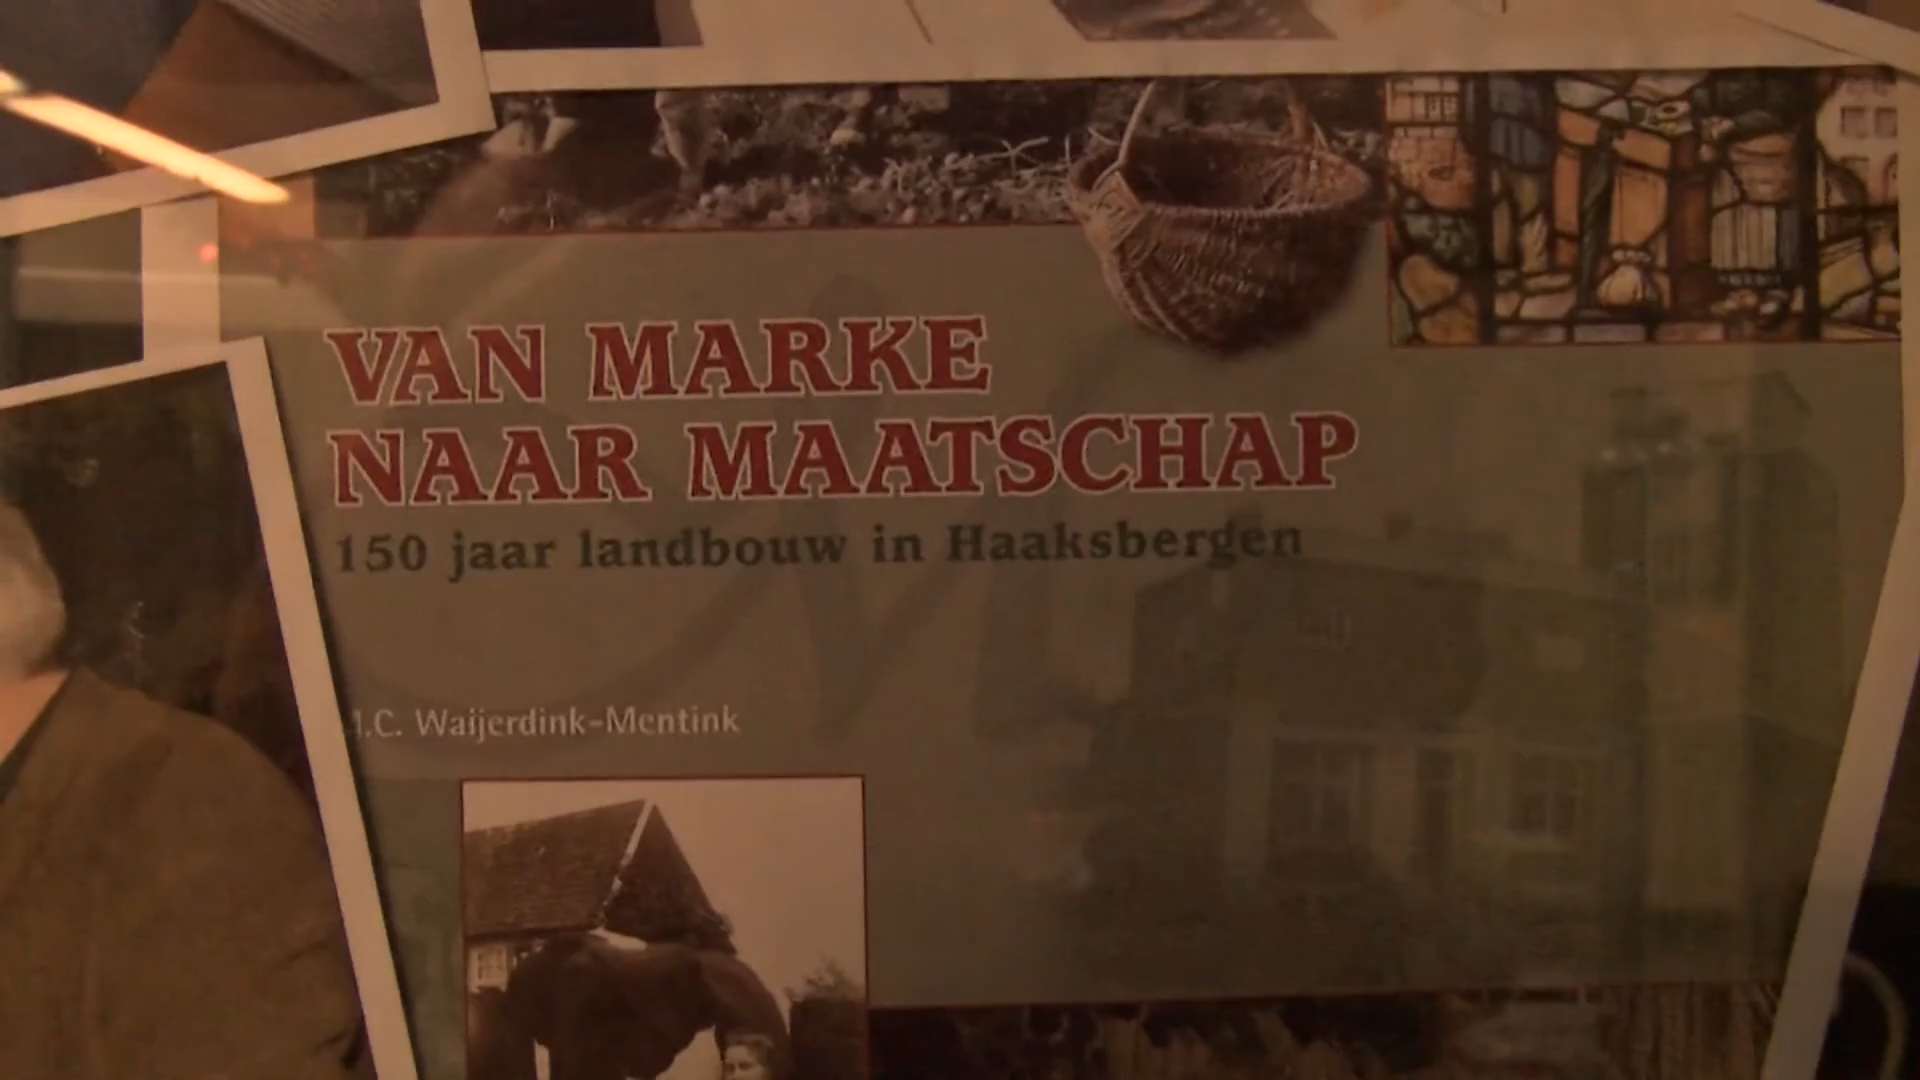 VAN MARKE
NAAR MAATSCHAP
150 jaar landbouw in Haaksbergen
Waijerdink-Mentink